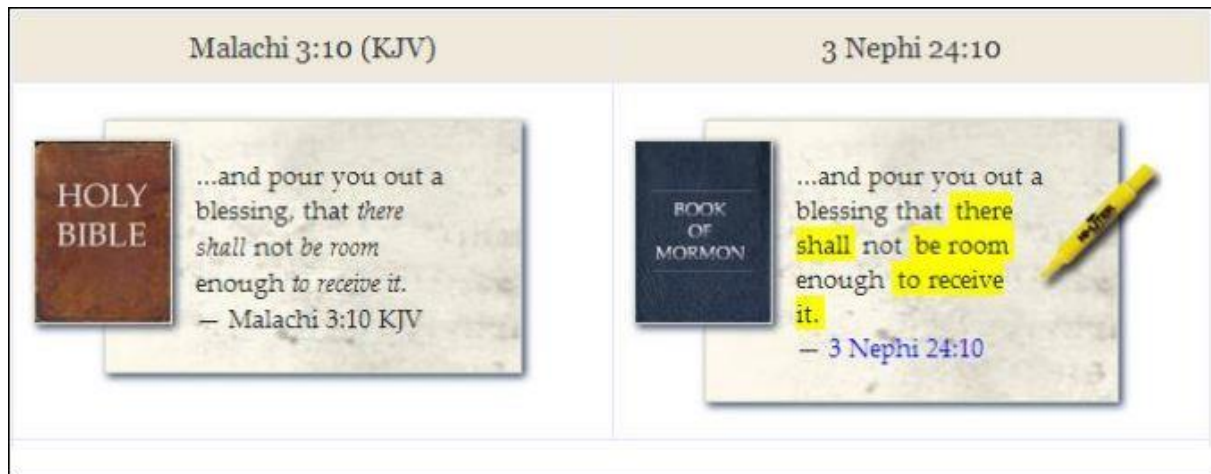 Malachi 3:10 (KJV)
3 Nephi 24:10
HOLY
BIBLE
...and pour you out a
blessing, that there
shall not be room
enough to receive it.
— Malachi 3:10 KJV
BOOK
OF
MORMON
...and pour you out a
blessing that there
shall not be room
enough to receive
it.
— 3 Nephi 24:10
HI-LITER